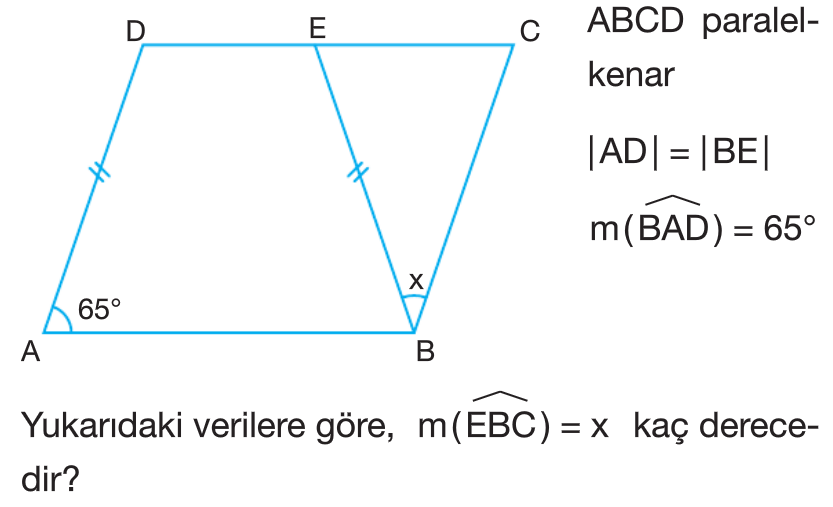 D
E
C
A
B
65°
x
ABCD paralel-
kenar
|AD| = |BE|
m(BAD) = 65°
Yukarıdaki verilere göre, m(EBC) = x kaç derece-
dir?